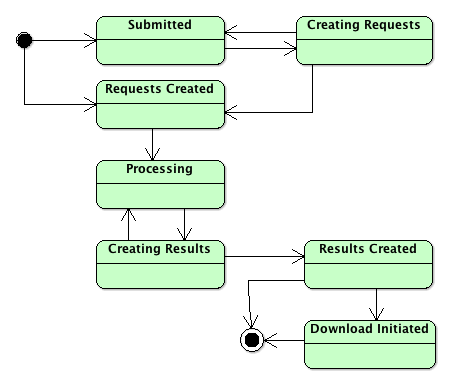 Submitted
Creating Requests
Requests Created
Processing
Creating Results
Results Created
Download Initiated